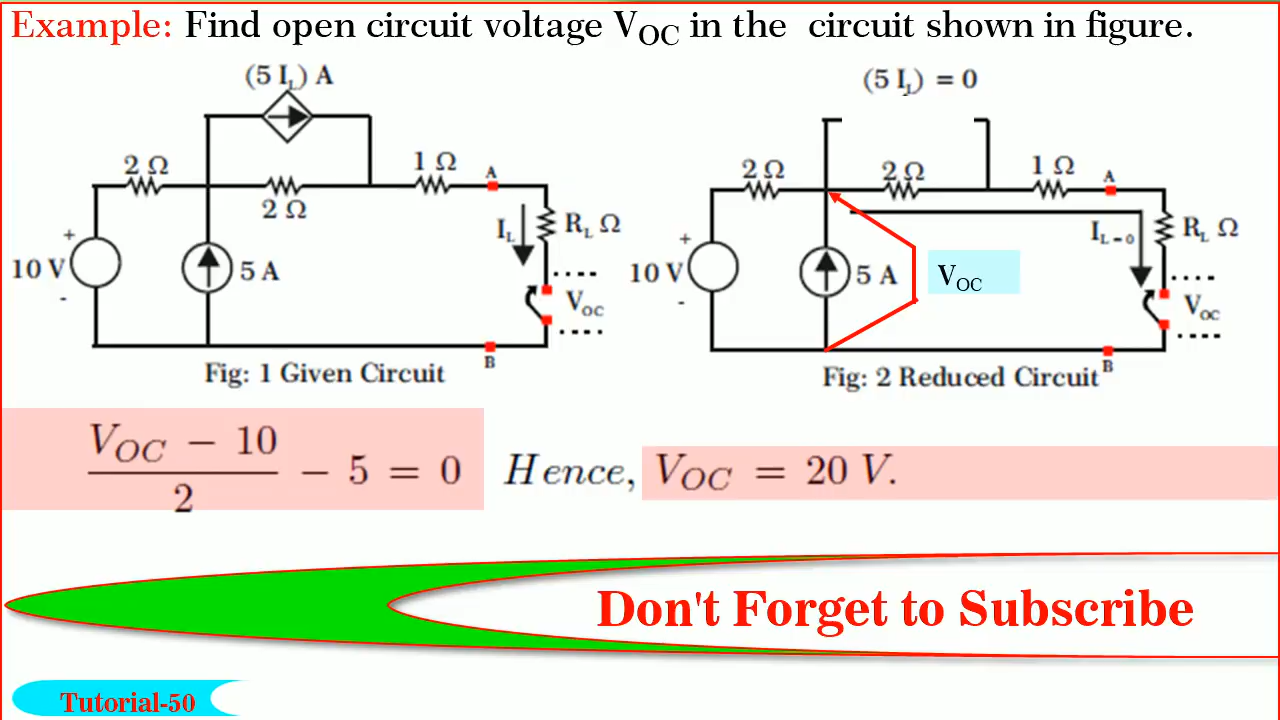 Example: Find open circuit voltage VOC in the circuit shown in figure.
(5 IL) A
(5 IL) = 0
2 Ω
2 Ω
1 Ω
A
IL
RL Ω
10 V
+
-
5 A
VOC
B
Fig: 1 Given Circuit
2 Ω
2 Ω
1 Ω
A
IL=0
RL Ω
10 V
+
-
5 A
VOC
VOC
B
Fig: 2 Reduced Circuit
VOC − 10
2
− 5 = 0 Hence, VOC = 20 V.
Don't Forget to Subscribe
Tutorial-50